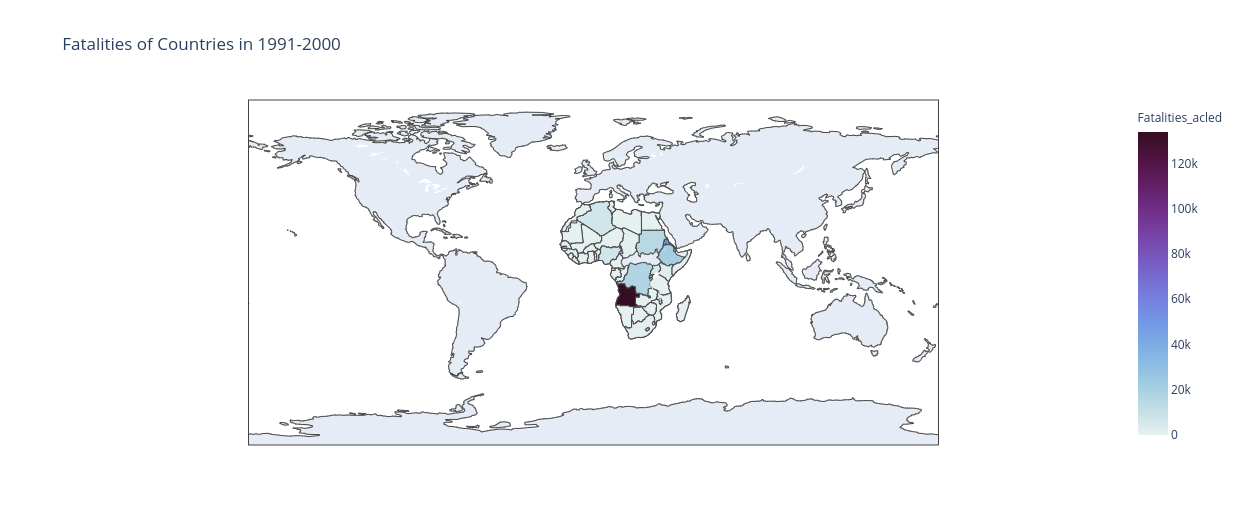 Fatalities of Countries in 1991-2000
Fatalities_acled
120k
100k
80k
60k
40k
20k
0